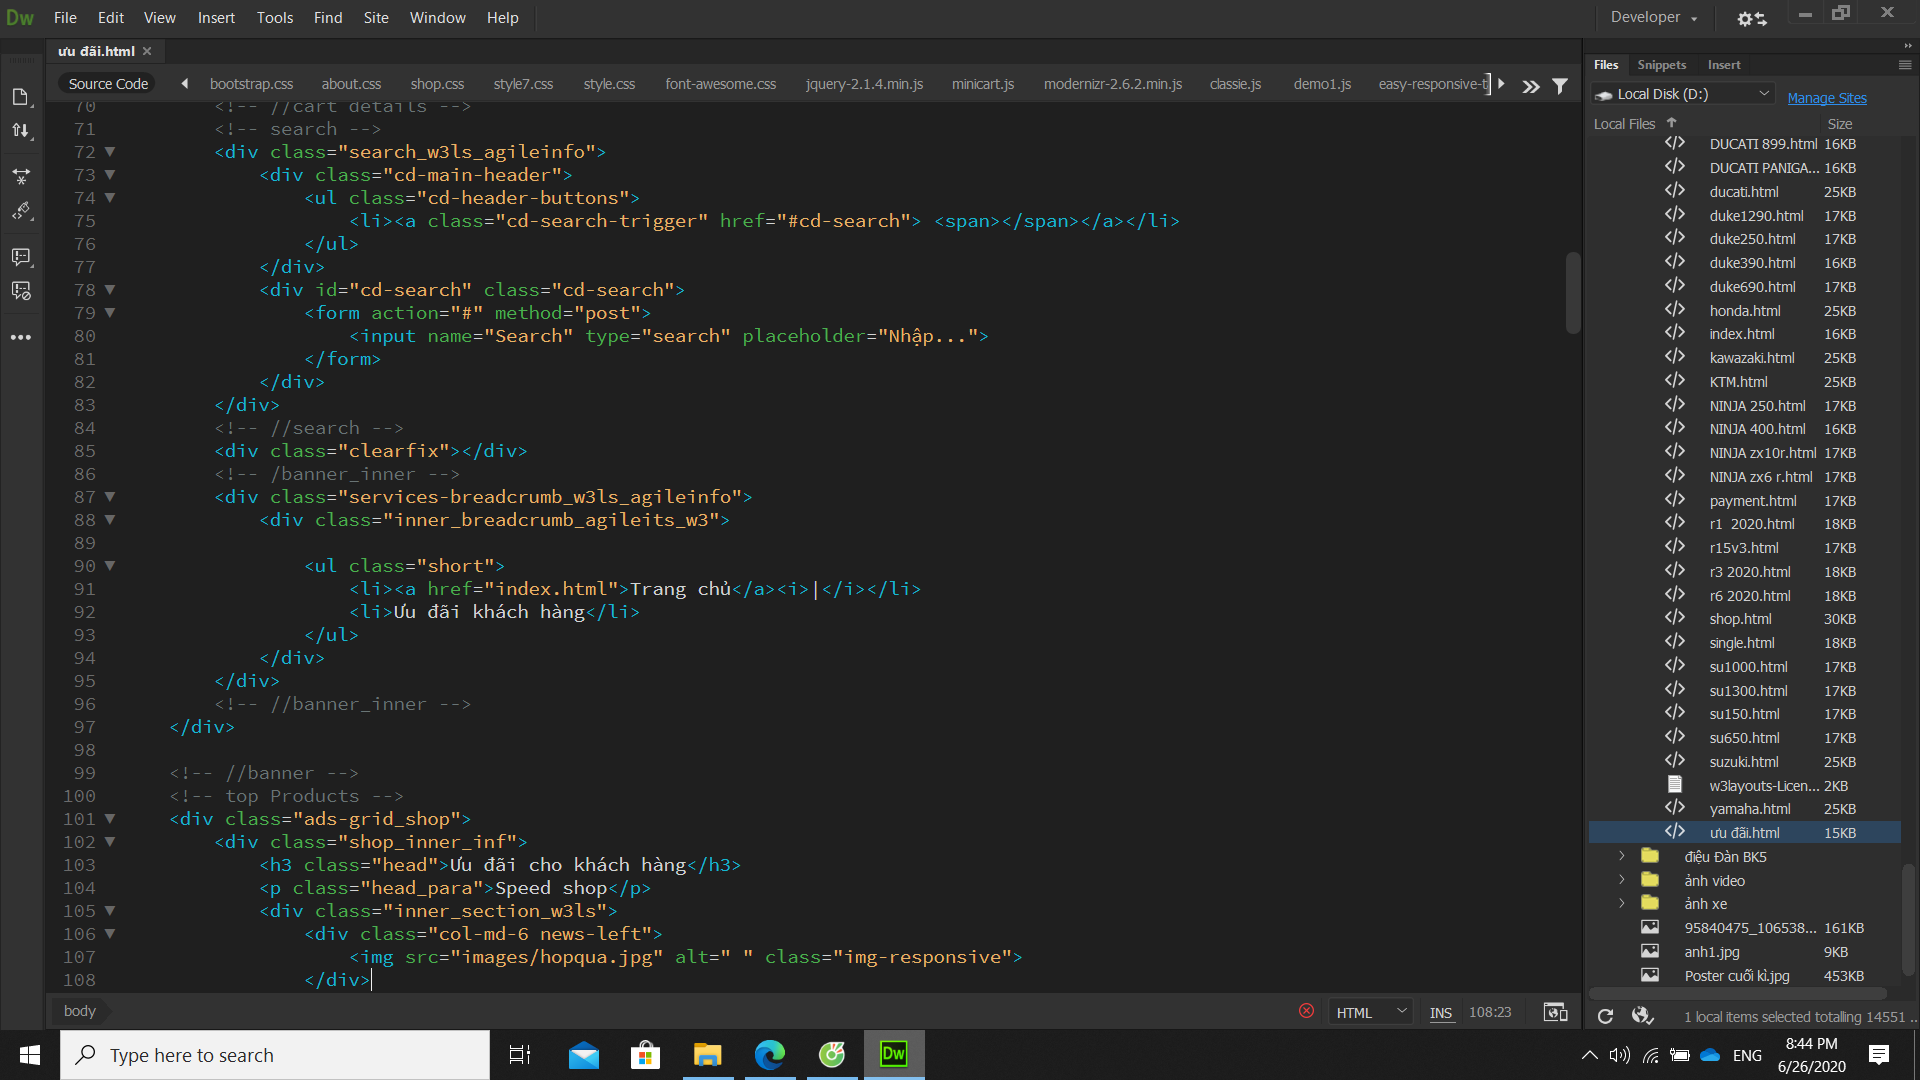 Dw File Edit View Insert Tools Find Site Window Help Developer
ưu đãi.html
Source Code bootstrap.css about.css shop.css style7.css style.css font-awesome.css jquery-2.1.4.min.js minicart.js modernizr-2.6.2.min.js classie.js demo1.js easy-responsive-t
70 <!-- //cart details -->
71 <!-- search -->
72 <div class="search_w3ls_agileinfo">
73 <div class="cd-main-header">
74 <ul class="cd-header-buttons">
75 <li><a class="cd-search-trigger" href="#cd-search"> <span></span></a></li>
76 </ul>
77 </div>
78 <div id="cd-search" class="cd-search">
79 <form action="#" method="post">
80 <input name="Search" type="search" placeholder="Nhập...">
81 </form>
82 </div>
83 </div>
84 <!-- //search -->
85 <div class="clearfix"></div>
86 <!-- /banner_inner -->
87 <div class="services-breadcrumb_w3ls_agileinfo">
88 <div class="inner_breadcrumb_agileits_w3">
89
90 <ul class="short">
91 <li><a href="index.html">Trang chủ</a><i>|</i></li>
92 <li>Ưu đãi khách hàng</li>
93 </ul>
94 </div>
95 </div>
96 <!-- //banner_inner -->
97 </div>
98
99 <!-- //banner -->
100 <!-- top Products -->
101 <div class="ads-grid_shop">
102 <div class="shop_inner_inf">
103 <h3 class="head">Ưu đãi cho khách hàng</h3>
104 <p class="head_para">Speed shop</p>
105 <div class="inner_section_w3ls">
106 <div class="col-md-6 news-left">
107 <img src="images/hopqua.jpg" alt=" " class="img-responsive">
108 </div>
body HTML INS 108:23
Files Snippets Insert
Local Disk (D:) Manage Sites
Local Files Size
DUCATI 899.html 16KB
DUCATI PANIGA... 16KB
ducati.html 25KB
duke1290.html 17KB
duke250.html 17KB
duke390.html 16KB
duke690.html 17KB
honda.html 25KB
index.html 16KB
kawazaki.html 25KB
KTM.html 25KB
NINJA 250.html 17KB
NINJA 400.html 16KB
NINJA zx10r.html 17KB
NINJA zx6 r.html 17KB
payment.html 17KB
r1 2020.html 18KB
r15v3.html 17KB
r3 2020.html 18KB
r6 2020.html 18KB
shop.html 30KB
single.html 18KB
su1000.html 17KB
su1300.html 17KB
su150.html 17KB
su650.html 17KB
suzuki.html 25KB
w3layouts-Licen... 2KB
yamaha.html 25KB
ưu đãi.html 15KB
điệu Đàn BK5
ảnh video
ảnh xe
95840475_106538... 161KB
anh1.jpg 9KB
Poster cuối kì.jpg 453KB
1 local items selected totalling 14551 ..
Type here to search
Dw
ENG
8:44 PM
6/26/2020